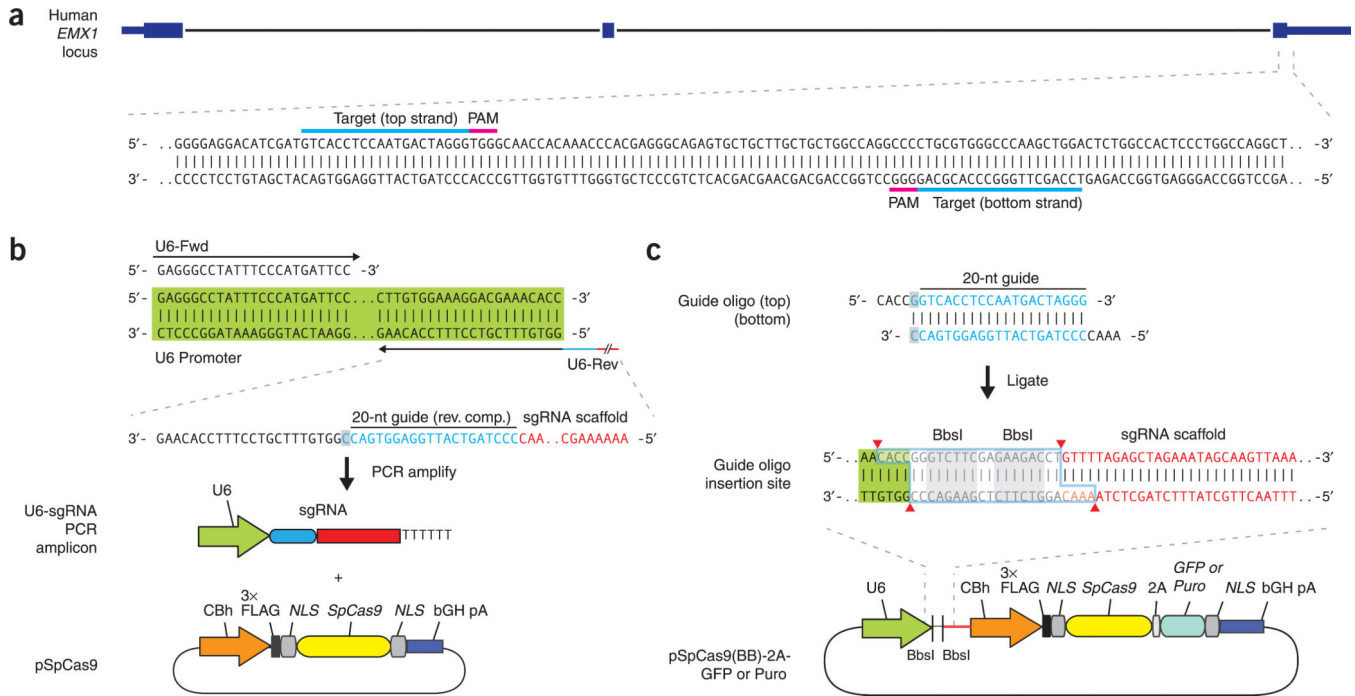 a
Human
EMX1
locus
Target (top strand) PAM
5′- ..GGGGAGGACATCGATGTCACCTCCAATGACTAGGGTGGGCAACCACAAACCCACGAGGGCAGAGTGCTGCTTGCTGCTGGCCAGGCCCCTGCGTGGGCCCAAGCTGGACTCTGGCCACTCCCTGGCCAGGCT.. -3′
3′- ..CCCCTCCTGTAGCTACAGTGGAGGTTACTGATCCCACCCGTTGGTGTTTGGGTGCTCCCGTCTCACGACGAACGACGACCGGTCCGGGGACGCACCCGGGTTCGACCTGAGACCGGTGAGGGACCGGTCCGA.. -5′
PAM Target (bottom strand)
b
U6-Fwd
5′- GAGGGCCTATTTCCCATGATTCC -3′
5′- GAGGGCCTATTTCCCATGATTCC...CTTGTGGAAAGGACGAAACACC -3′
3′- CTCCCGGATAAAGGGTACTAAGG...GAACACCTTTCCTGCTTTGTGG -5′
U6 Promoter
U6-Rev
20-nt guide (rev. comp.) sgRNA scaffold
3′- GAACACCTTTCCTGCTTTGTGGCCAGTGGAGGTTACTGATCCCCAA..CGAAAAAA -5′
PCR amplify
U6
sgRNA
U6-sgRNA
PCR
amplicon
TTTTTT
+
3×
CBh FLAG NLS SpCas9 NLS bGH pA
pSpCas9
c
20-nt guide
Guide oligo (top)
(bottom)
5′- CACCGGTCACCTCCAATGACTAGGG -3′
3′- CCAGTGGAGGTTACTGATCCCCAAA -5′
Ligate
BbsI BbsI sgRNA scaffold
Guide oligo
insertion site
5′- ..AACACCGGGTCTTCGAGAAGACCTGTTTTAGAGCTAGAAATAGCAAGTTAAA.. -3′
3′- ..TTGTGGCCCAGAAGCTCTTCTGGACAAAATCTCGATCTTTATCGTTCAATTT.. -5′
U6
3×
CBh FLAG NLS SpCas9 2A GFP or Puro NLS bGH pA
BbsI BbsI
pSpCas9(BB)-2A-
GFP or Puro